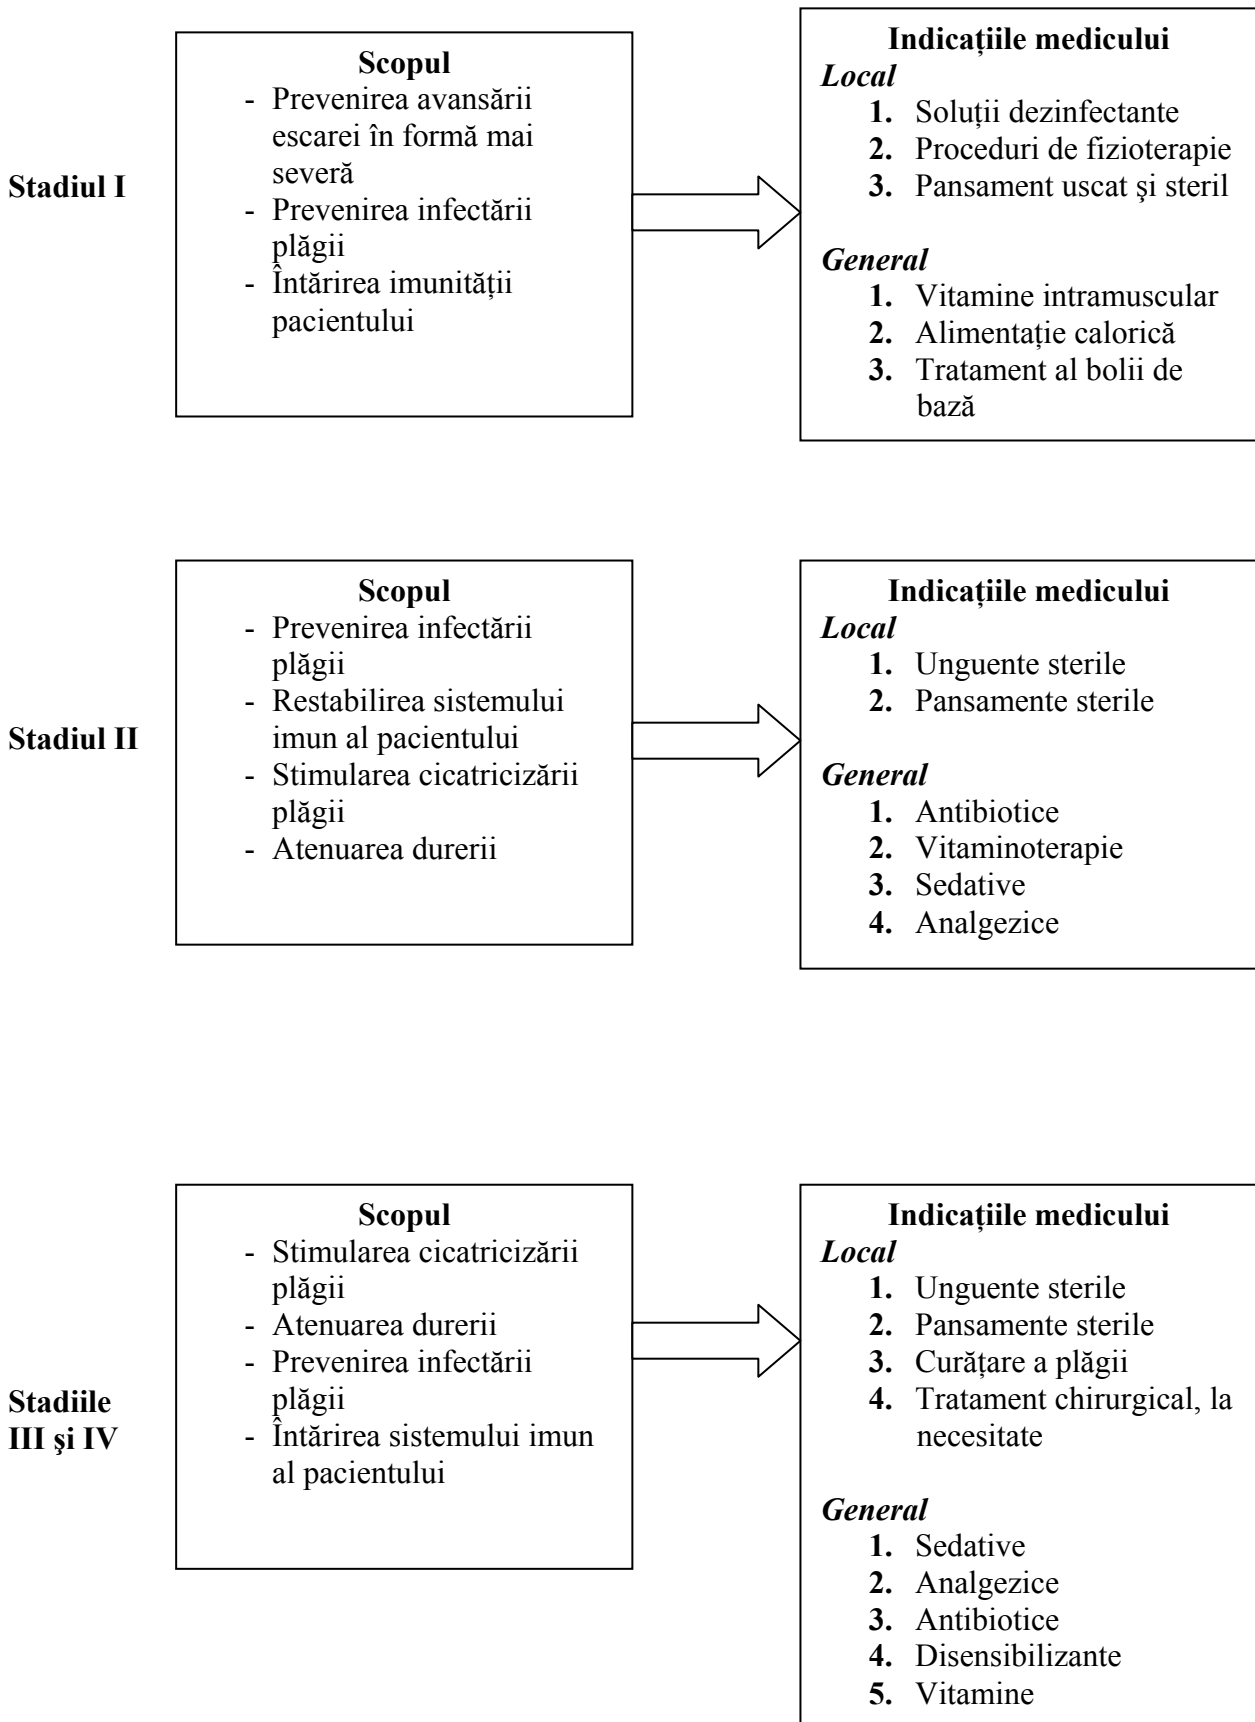 Stadiul I
Scopul
- Prevenirea avansării
escarei în formă mai
severă
- Prevenirea infectării
plăgii
- Întărirea imunității
pacientului
Indicațiile medicului
Local
1. Soluții dezinfectante
2. Proceduri de fizioterapie
3. Pansament uscat şi steril
General
1. Vitamine intramuscular
2. Alimentație calorică
3. Tratament al bolii de
bază
Stadiul II
Scopul
- Prevenirea infectării
plăgii
- Restabilirea sistemului
imun al pacientului
- Stimularea cicatricizării
plăgii
- Atenuarea durerii
Indicațiile medicului
Local
1. Unguente sterile
2. Pansamente sterile
General
1. Antibiotice
2. Vitaminoterapie
3. Sedative
4. Analgezice
Stadiile
III şi IV
Scopul
- Stimularea cicatricizării
plăgii
- Atenuarea durerii
- Prevenirea infectării
plăgii
- Întărirea sistemului imun
al pacientului
Indicațiile medicului
Local
1. Unguente sterile
2. Pansamente sterile
3. Curățare a plăgii
4. Tratament chirurgical, la
necesitate
General
1. Sedative
2. Analgezice
3. Antibiotice
4. Disensibilizante
5. Vitamine